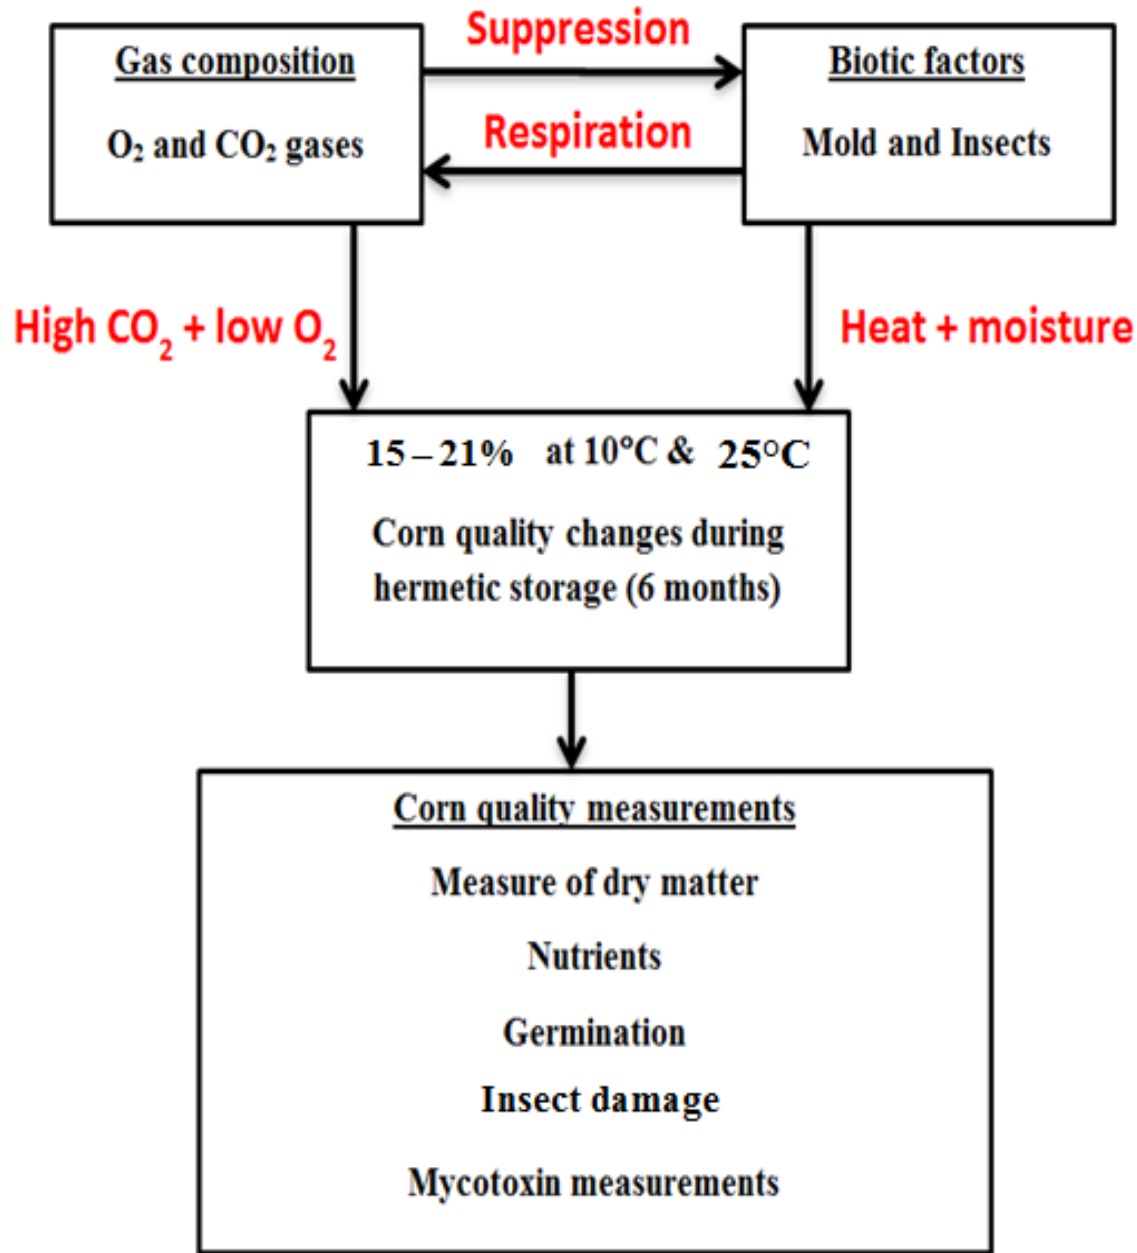 Gas composition
O₂ and CO₂ gases
Suppression
Respiration
Biotic factors
Mold and Insects
High CO₂ + low O₂
Heat + moisture
15 – 21% at 10°C & 25°C
Corn quality changes during
hermetic storage (6 months)
Corn quality measurements
Measure of dry matter
Nutrients
Germination
Insect damage
Mycotoxin measurements